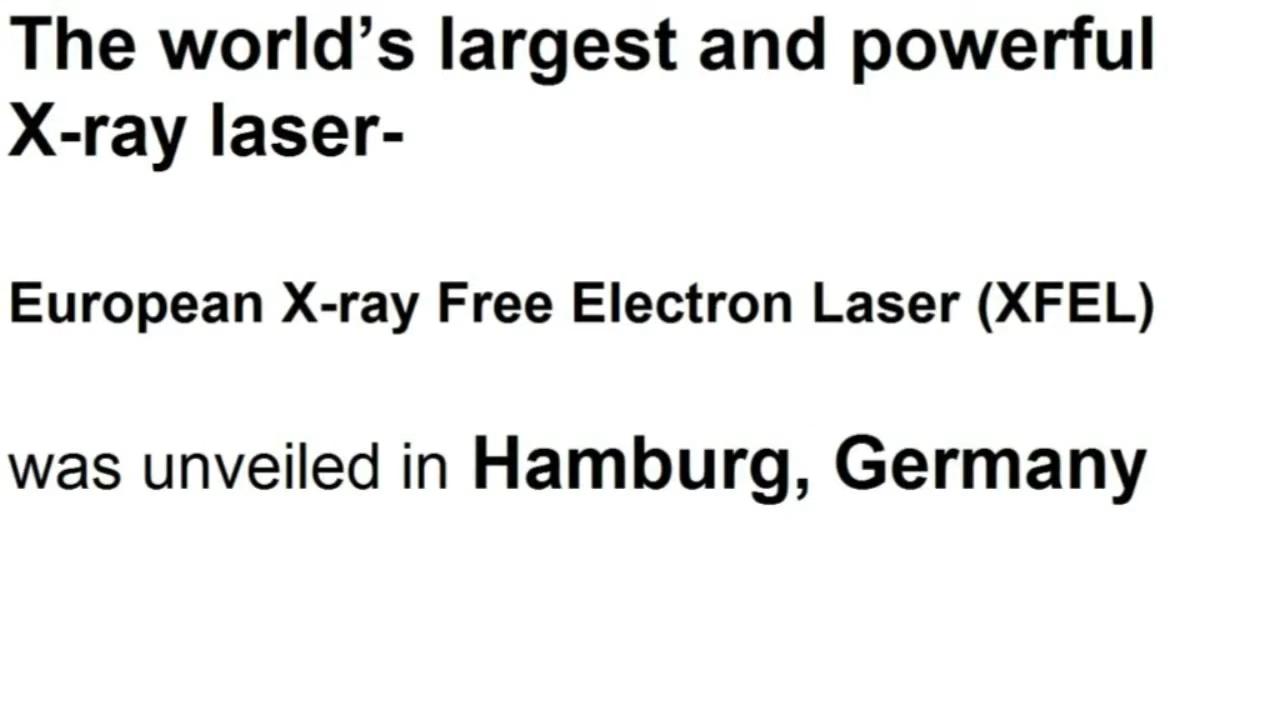 The world’s largest and powerful
X-ray laser-
European X-ray Free Electron Laser (XFEL)
was unveiled in Hamburg, Germany